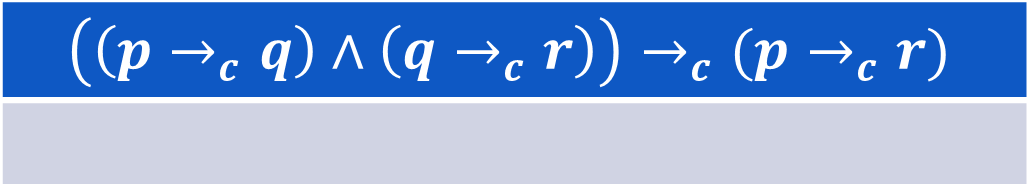 ((p →c q) ∧ (q →c r)) →c (p →c r)